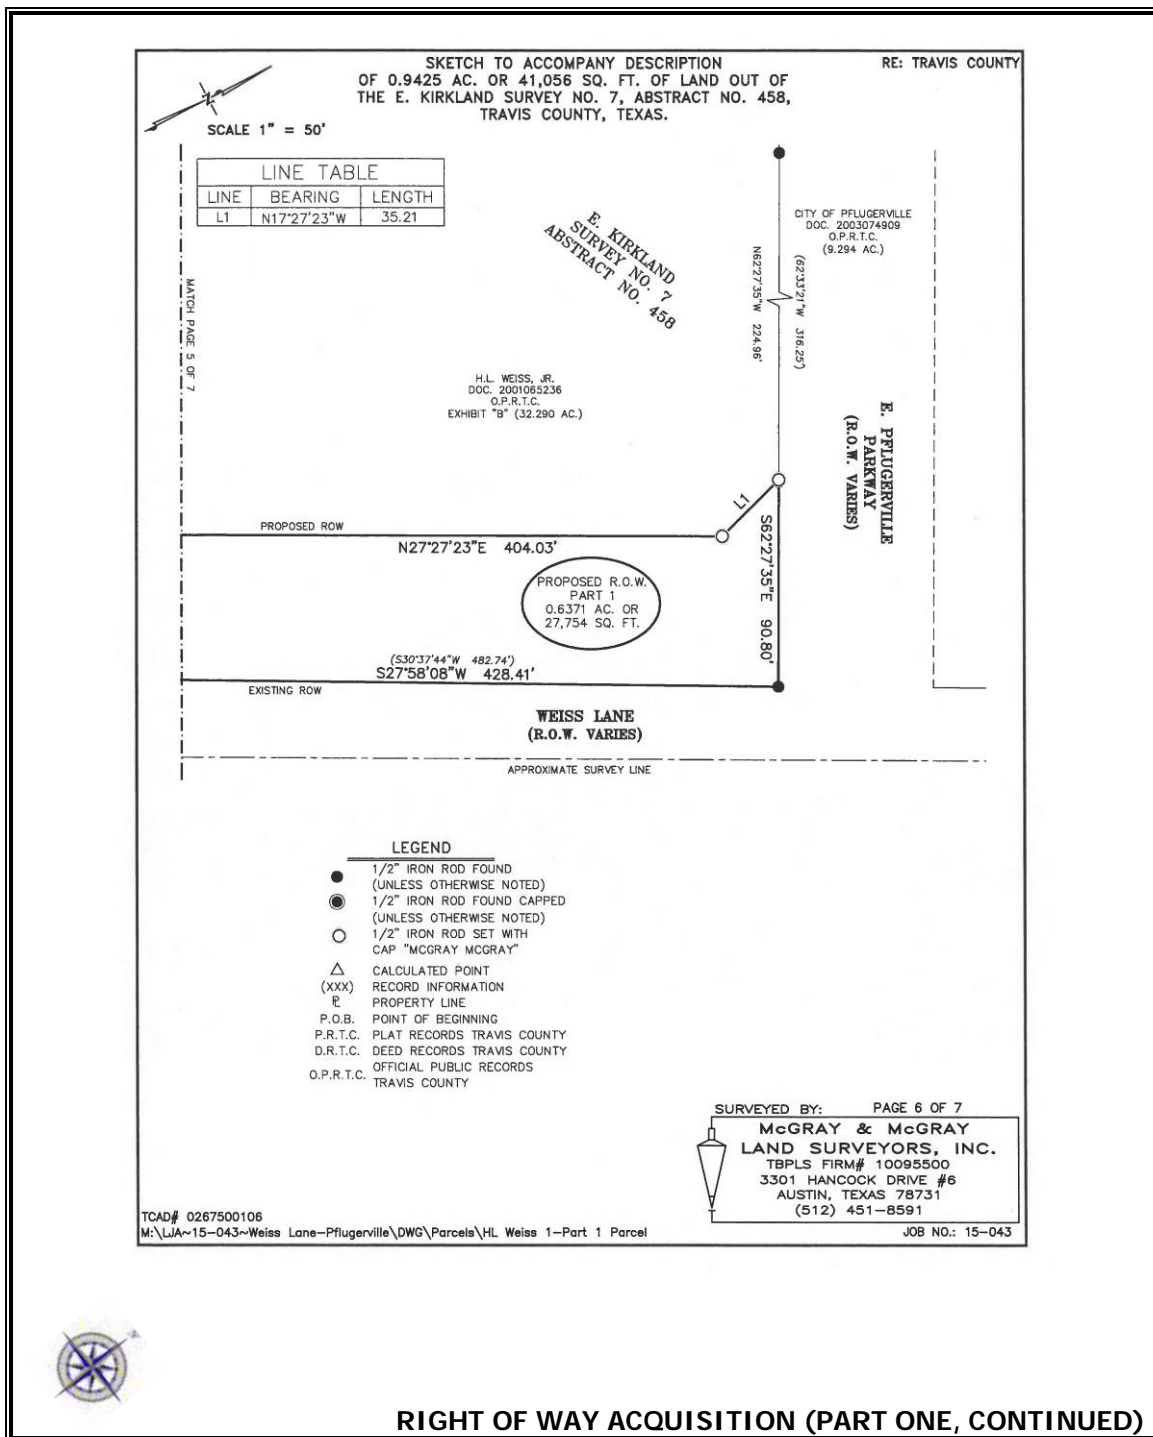 SKETCH TO ACCOMPANY DESCRIPTION
OF 0.9425 AC. OR 41,056 SQ. FT. OF LAND OUT OF
THE E. KIRKLAND SURVEY NO. 7, ABSTRACT NO. 458,
TRAVIS COUNTY, TEXAS.
RE: TRAVIS COUNTY
SCALE 1" = 50'
LINE TABLE
LINE BEARING LENGTH
L1 N17°27'23"W 35.21
MATCH PAGE 5 OF 7
E. KIRKLAND
SURVEY NO. 7
ABSTRACT NO. 458
CITY OF PFLUGERVILLE
DOC. 2003074909
O.P.R.T.C.
(9.294 AC.)
N62°27'35"W 224.96'
(62°33'21"W 316.25')
H.L. WEISS, JR.
DOC. 2001065236
O.P.R.T.C.
EXHIBIT "B" (32.290 AC.)
E. PFLUGERVILLE
PARKWAY
(R.O.W. VARIES)
L1
PROPOSED ROW
N27°27'23"E 404.03'
S62°27'35"E 90.80'
PROPOSED R.O.W.
PART 1
0.6371 AC. OR
27,754 SQ. FT.
(S30°37'44"W 482.74')
S27°58'08"W 428.41'
EXISTING ROW
WEISS LANE
(R.O.W. VARIES)
APPROXIMATE SURVEY LINE
LEGEND
1/2" IRON ROD FOUND
(UNLESS OTHERWISE NOTED)
1/2" IRON ROD FOUND CAPPED
(UNLESS OTHERWISE NOTED)
1/2" IRON ROD SET WITH
CAP "MCGRAY MCGRAY"
CALCULATED POINT
(XXX) RECORD INFORMATION
PROPERTY LINE
P.O.B. POINT OF BEGINNING
P.R.T.C. PLAT RECORDS TRAVIS COUNTY
D.R.T.C. DEED RECORDS TRAVIS COUNTY
O.P.R.T.C. OFFICIAL PUBLIC RECORDS
TRAVIS COUNTY
SURVEYED BY: PAGE 6 OF 7
McGRAY & McGRAY
LAND SURVEYORS, INC.
TBPLS FIRM# 10095500
3301 HANCOCK DRIVE #6
AUSTIN, TEXAS 78731
(512) 451-8591
TCAD# 0267500106
M:\LJA~15-043~Weiss Lane-Pflugerville\DWG\Parcels\HL Weiss 1-Part 1 Parcel
JOB NO.: 15-043
RIGHT OF WAY ACQUISITION (PART ONE, CONTINUED)